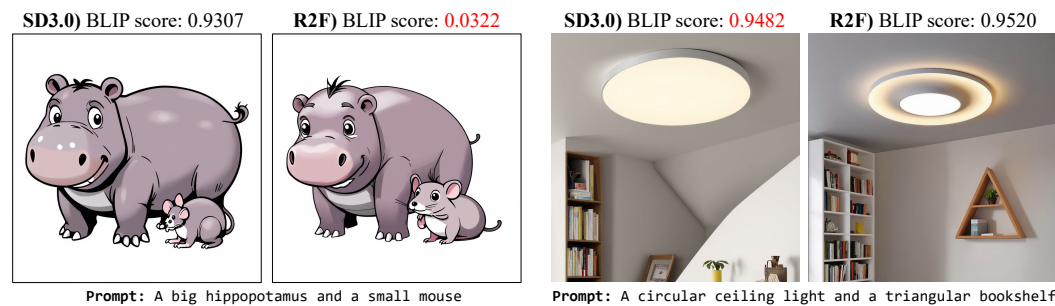 SD3.0) BLIP score: 0.9307
R2F) BLIP score: 0.0322
SD3.0) BLIP score: 0.9482
R2F) BLIP score: 0.9520
Prompt: A big hippopotamus and a small mouse
Prompt: A circular ceiling light and a triangular bookshelf